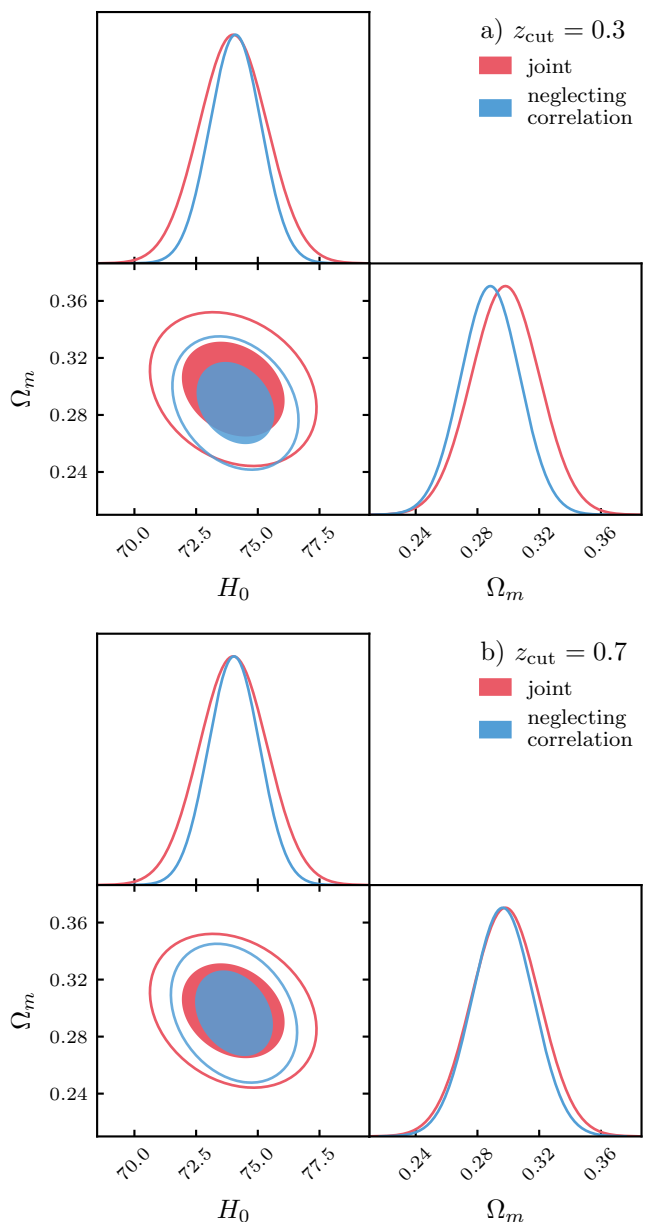 a) z_cut = 0.3
joint
neglecting
correlation
0.36
0.32
0.28
0.24
Ω_m
70.0
72.5
75.0
77.5
H_0
0.24
0.28
0.32
0.36
Ω_m
b) z_cut = 0.7
joint
neglecting
correlation
0.36
0.32
0.28
0.24
Ω_m
70.0
72.5
75.0
77.5
H_0
0.24
0.28
0.32
0.36
Ω_m